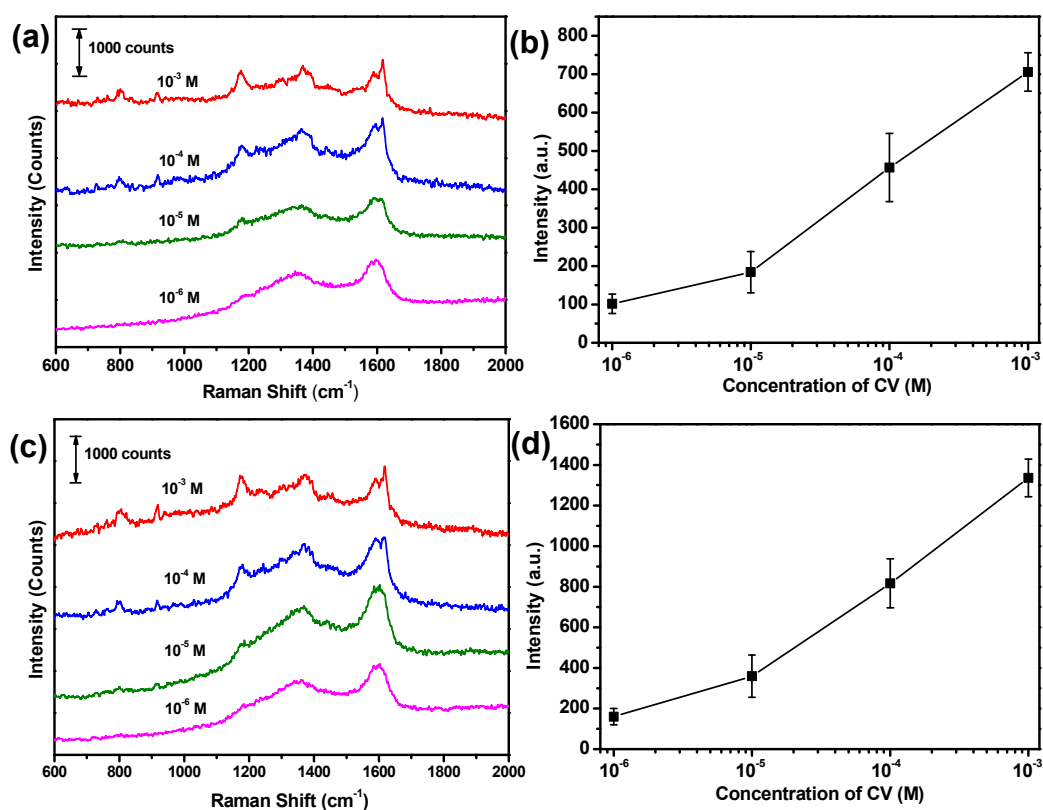 (a)
1000 counts
10-3 M
10-4 M
10-5 M
10-6 M
Intensity (Counts)
600 800 1000 1200 1400 1600 1800 2000
Raman Shift (cm-1)
(b)
800
700
600
500
400
300
200
100
0
Intensity (a.u.)
10-6 10-5 10-4 10-3
Concentration of CV (M)
(c)
1000 counts
10-3 M
10-4 M
10-5 M
10-6 M
Intensity (Counts)
600 800 1000 1200 1400 1600 1800 2000
Raman Shift (cm-1)
(d)
1600
1400
1200
1000
800
600
400
200
0
Intensity (a.u.)
10-6 10-5 10-4 10-3
Concentration of CV (M)